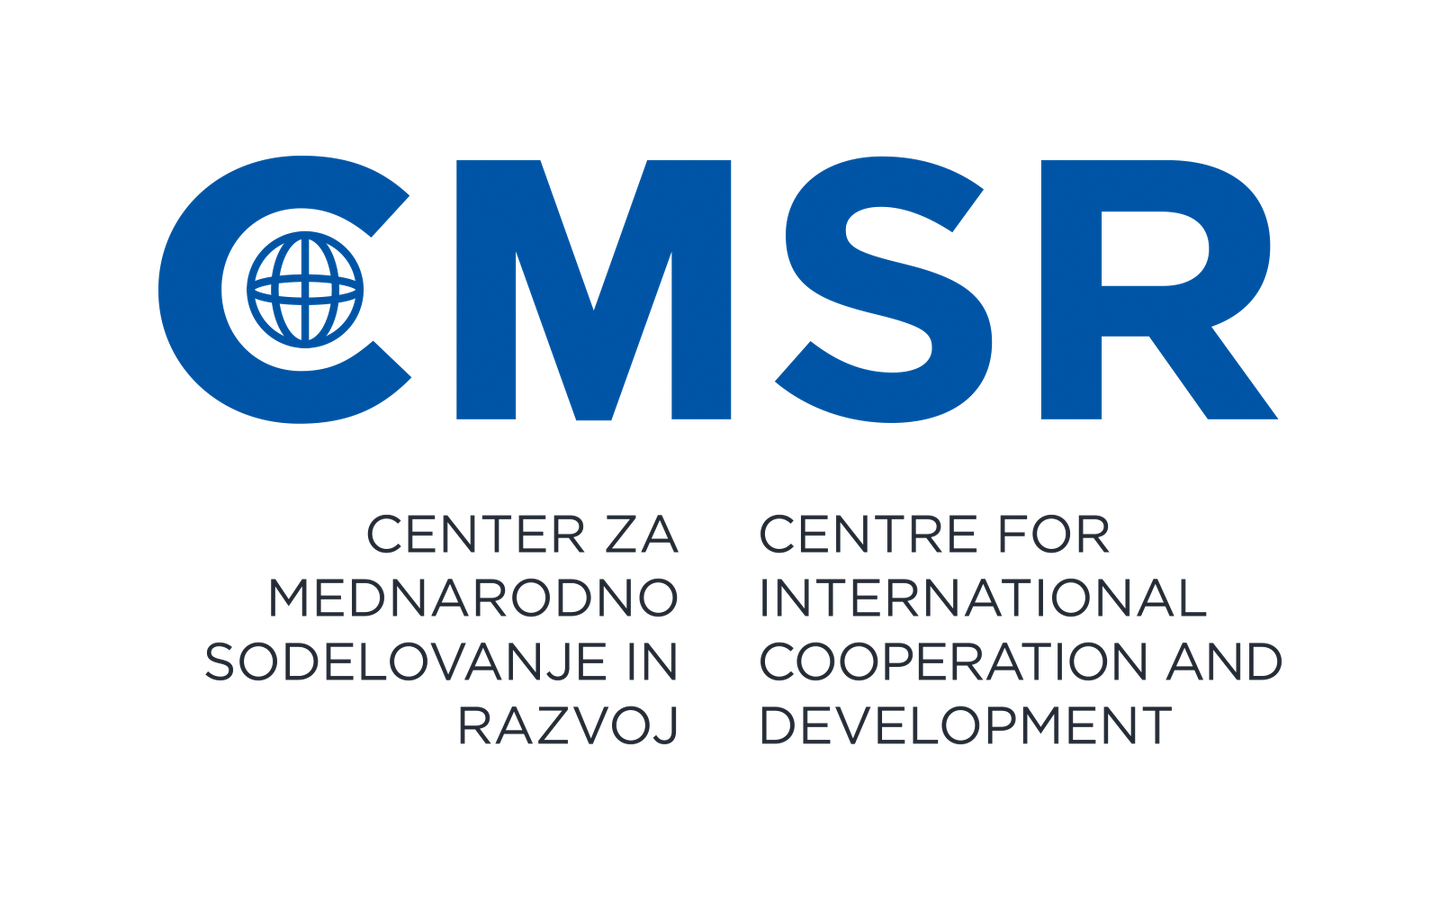 CMSR
CENTER ZA
MEDNARODNO
SODELOVANJE IN
RAZVOJ
CENTRE FOR
INTERNATIONAL
COOPERATION AND
DEVELOPMENT